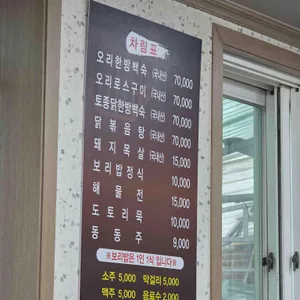 차림표
오리한방백숙 (국내산) 70,000
오리로스구이 (국내산) 70,000
토종닭한방백숙 (국내산) 70,000
닭볶음탕 (국내산) 70,000
돼지목살 (국내산) 15,000
보리밥정식 10,000
해물전 15,000
도토리묵 10,000
동동주 9,000
※보리밥은 1인 1식 입니다※
소주 5,000 막걸리 5,000
맥주 5,000 음료수 2,000